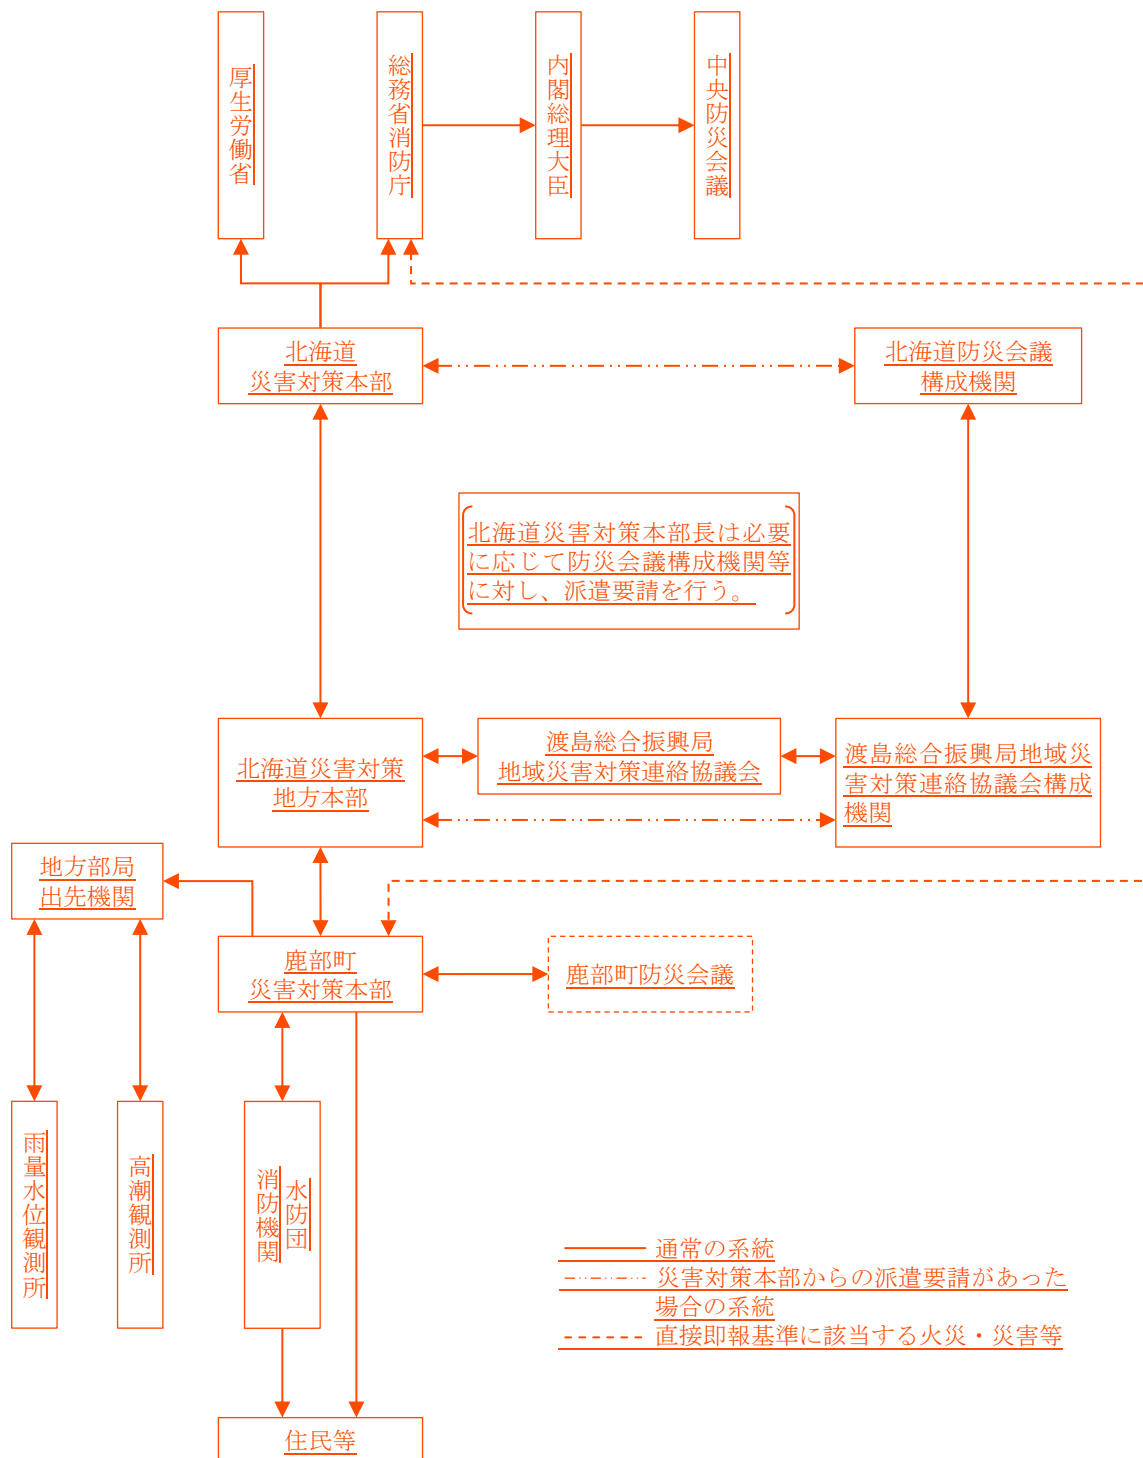 厚生労働省
総務省消防庁
内閣総理大臣
中央防災会議
北海道
災害対策本部
北海道防災会議
構成機関
北海道災害対策本部長は必要
に応じて防災会議構成機関等
に対し、派遣要請を行う。
北海道災害対策
地方本部
渡島総合振興局
地域災害対策連絡協議会
渡島総合振興局地域災
害対策連絡協議会構成
機関
地方部局
出先機関
鹿部町
災害対策本部
鹿部町防災会議
雨量水位観測所
高潮観測所
水防団
消防機関
通常の系統
災害対策本部からの派遣要請があった
場合の系統
直接即報基準に該当する火災・災害等
住民等